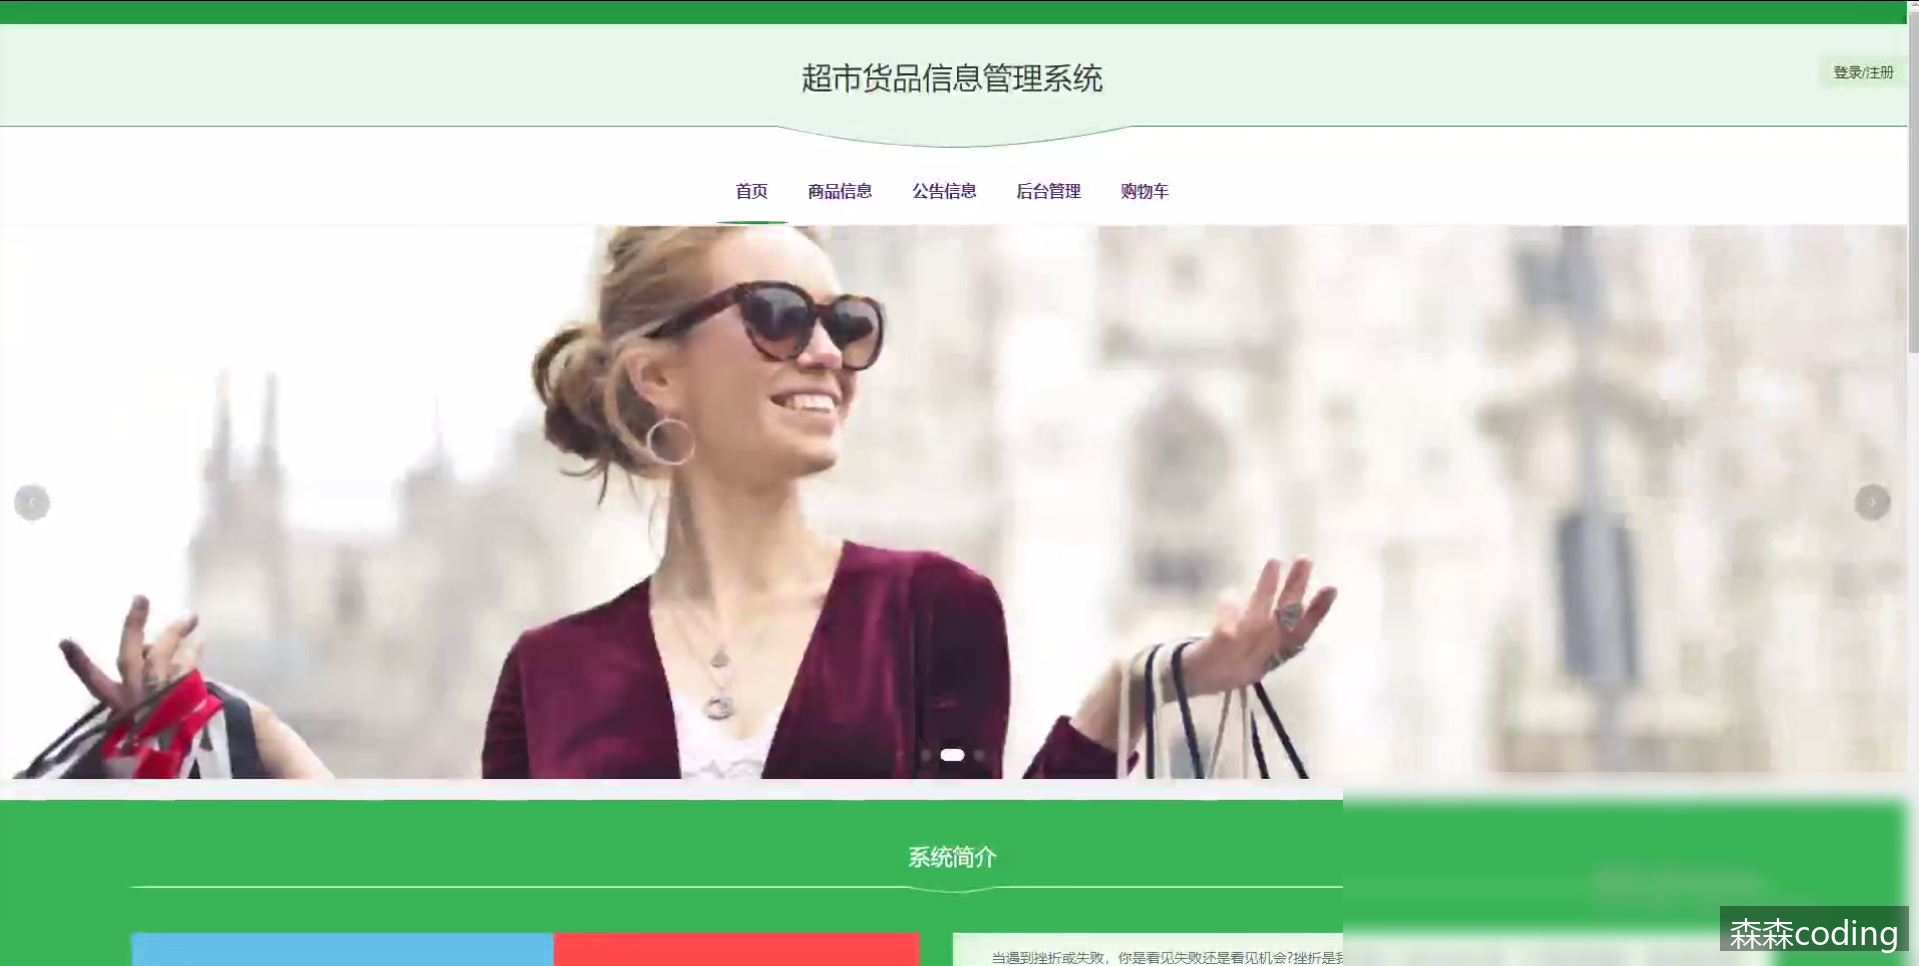 超市货品信息管理系统
登录/注册
首页 商品信息 公告信息 后台管理 购物车
系统简介
当遇到挫折或失败，你是看见失败还是看见机会?挫折是
森森coding